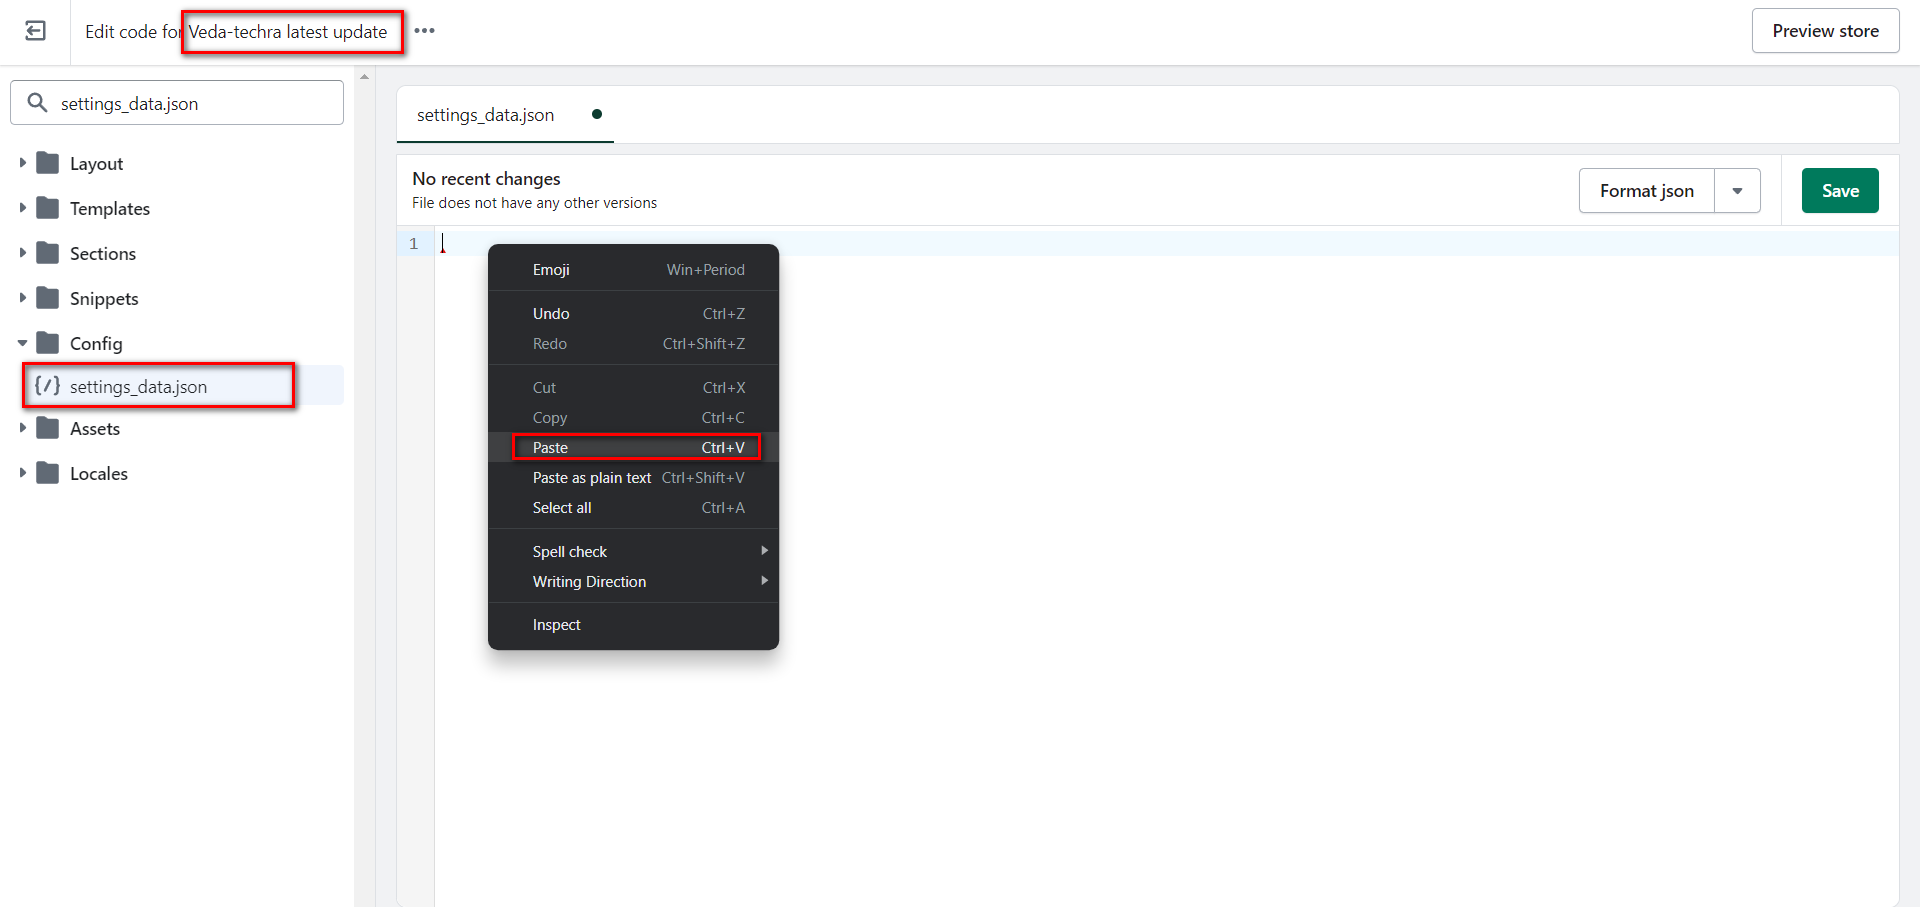 Edit code for Veda-techra latest update •••
Preview store
settings_data.json
Layout
Templates
Sections
Snippets
Config
{/} settings_data.json
Assets
Locales
settings_data.json
No recent changes
File does not have any other versions
Format json
Save
1
Emoji Win+Period
Undo Ctrl+Z
Redo Ctrl+Shift+Z
Cut Ctrl+X
Copy Ctrl+C
Paste Ctrl+V
Paste as plain text Ctrl+Shift+V
Select all Ctrl+A
Spell check
Writing Direction
Inspect